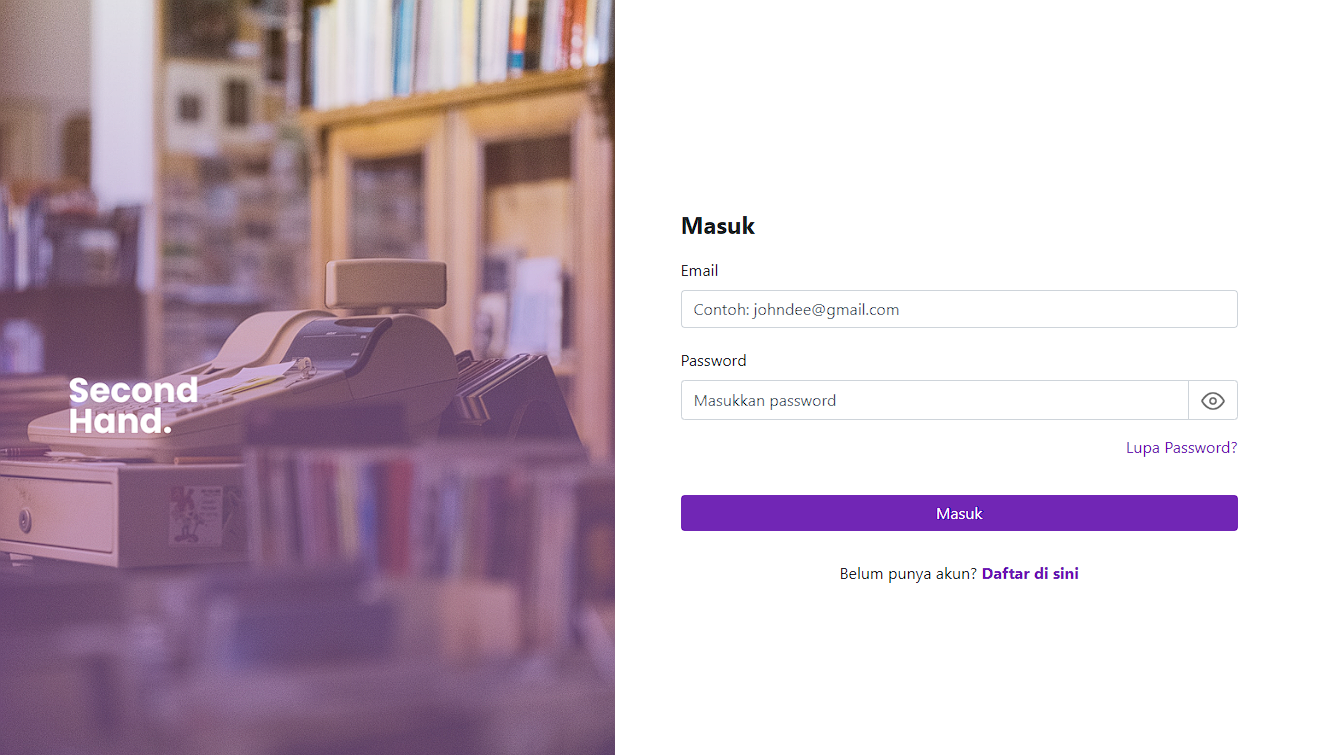 Second
Hand.
Masuk
Email
Contoh: johndee@gmail.com
Password
Masukkan password
Lupa Password?
Masuk
Belum punya akun? Daftar di sini